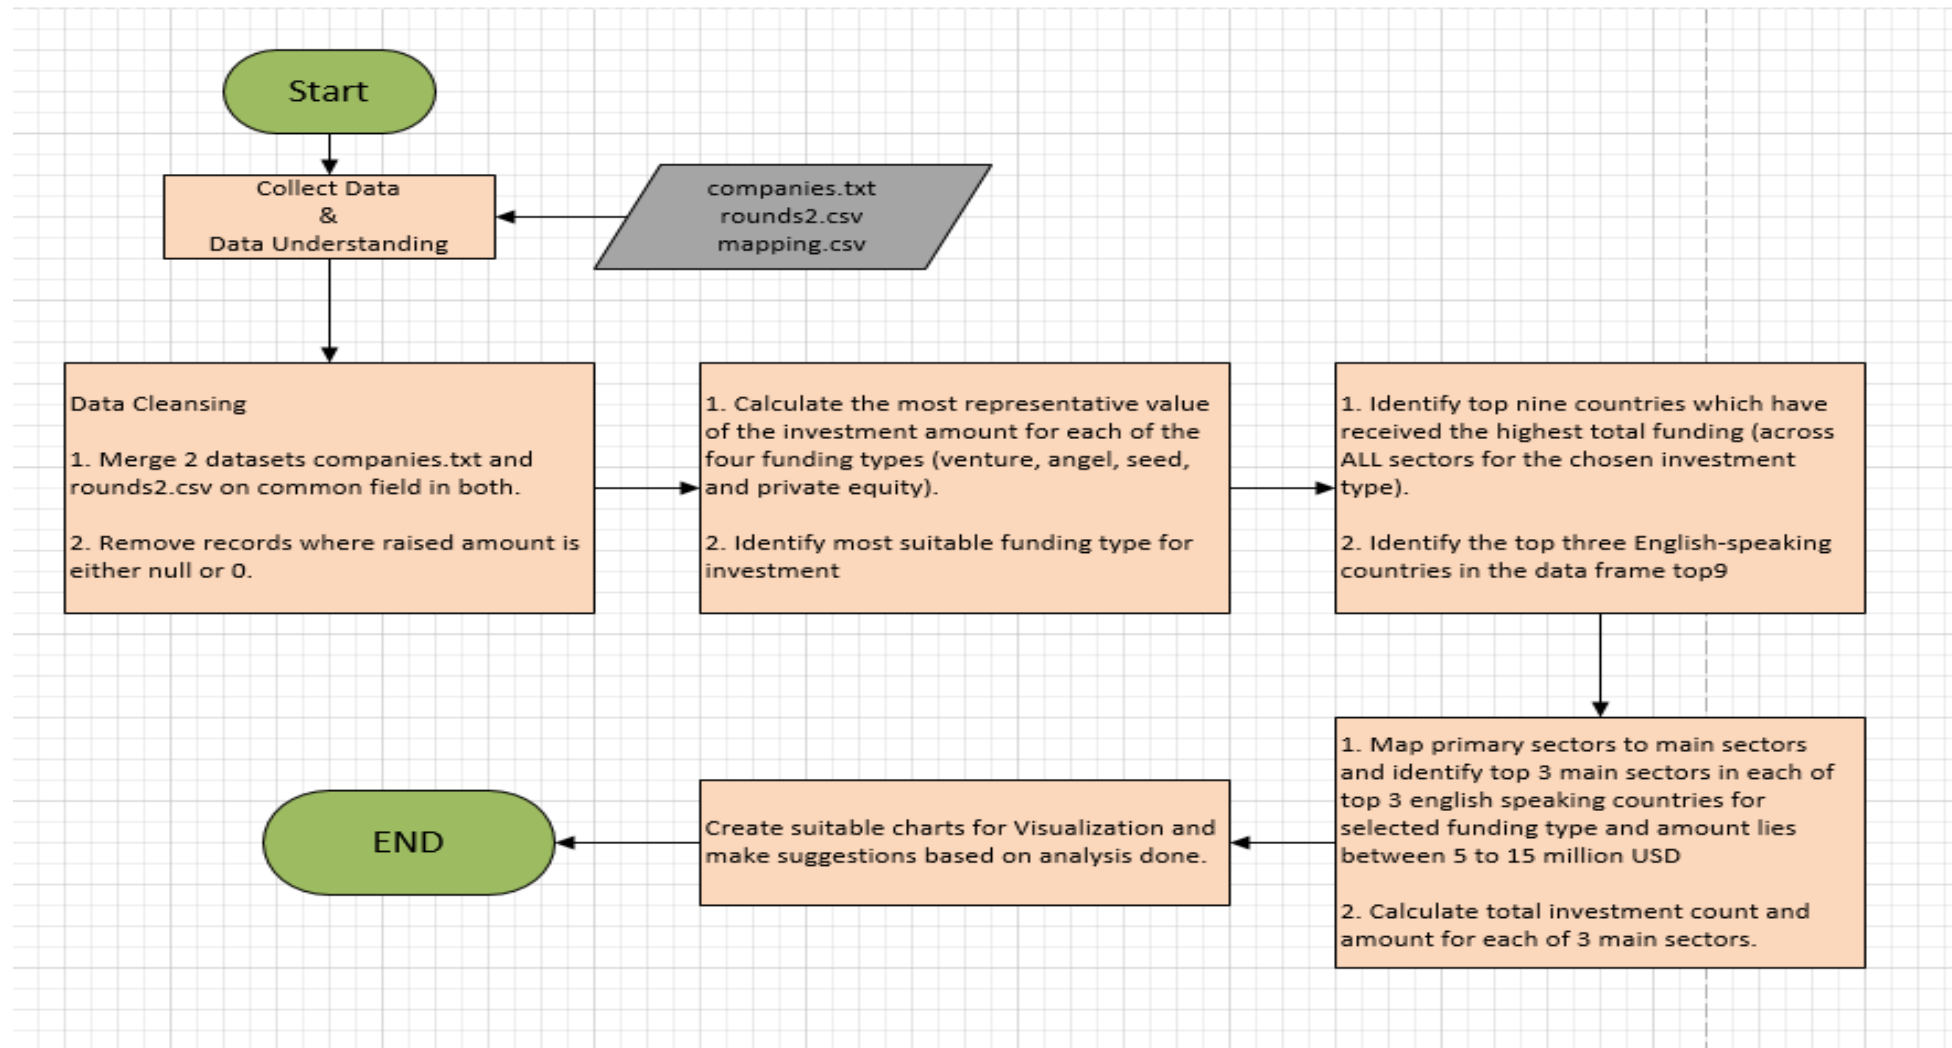 Start
Collect Data
&
Data Understanding
companies.txt
rounds2.csv
mapping.csv
Data Cleansing
1. Merge 2 datasets companies.txt and
rounds2.csv on common field in both.
2. Remove records where raised amount is
either null or 0.
1. Calculate the most representative value
of the investment amount for each of the
four funding types (venture, angel, seed,
and private equity).
2. Identify most suitable funding type for
investment
1. Identify top nine countries which have
received the highest total funding (across
ALL sectors for the chosen investment
type).
2. Identify the top three English-speaking
countries in the data frame top9
1. Map primary sectors to main sectors
and identify top 3 main sectors in each of
top 3 english speaking countries for
selected funding type and amount lies
between 5 to 15 million USD
2. Calculate total investment count and
amount for each of 3 main sectors.
Create suitable charts for Visualization and
make suggestions based on analysis done.
END